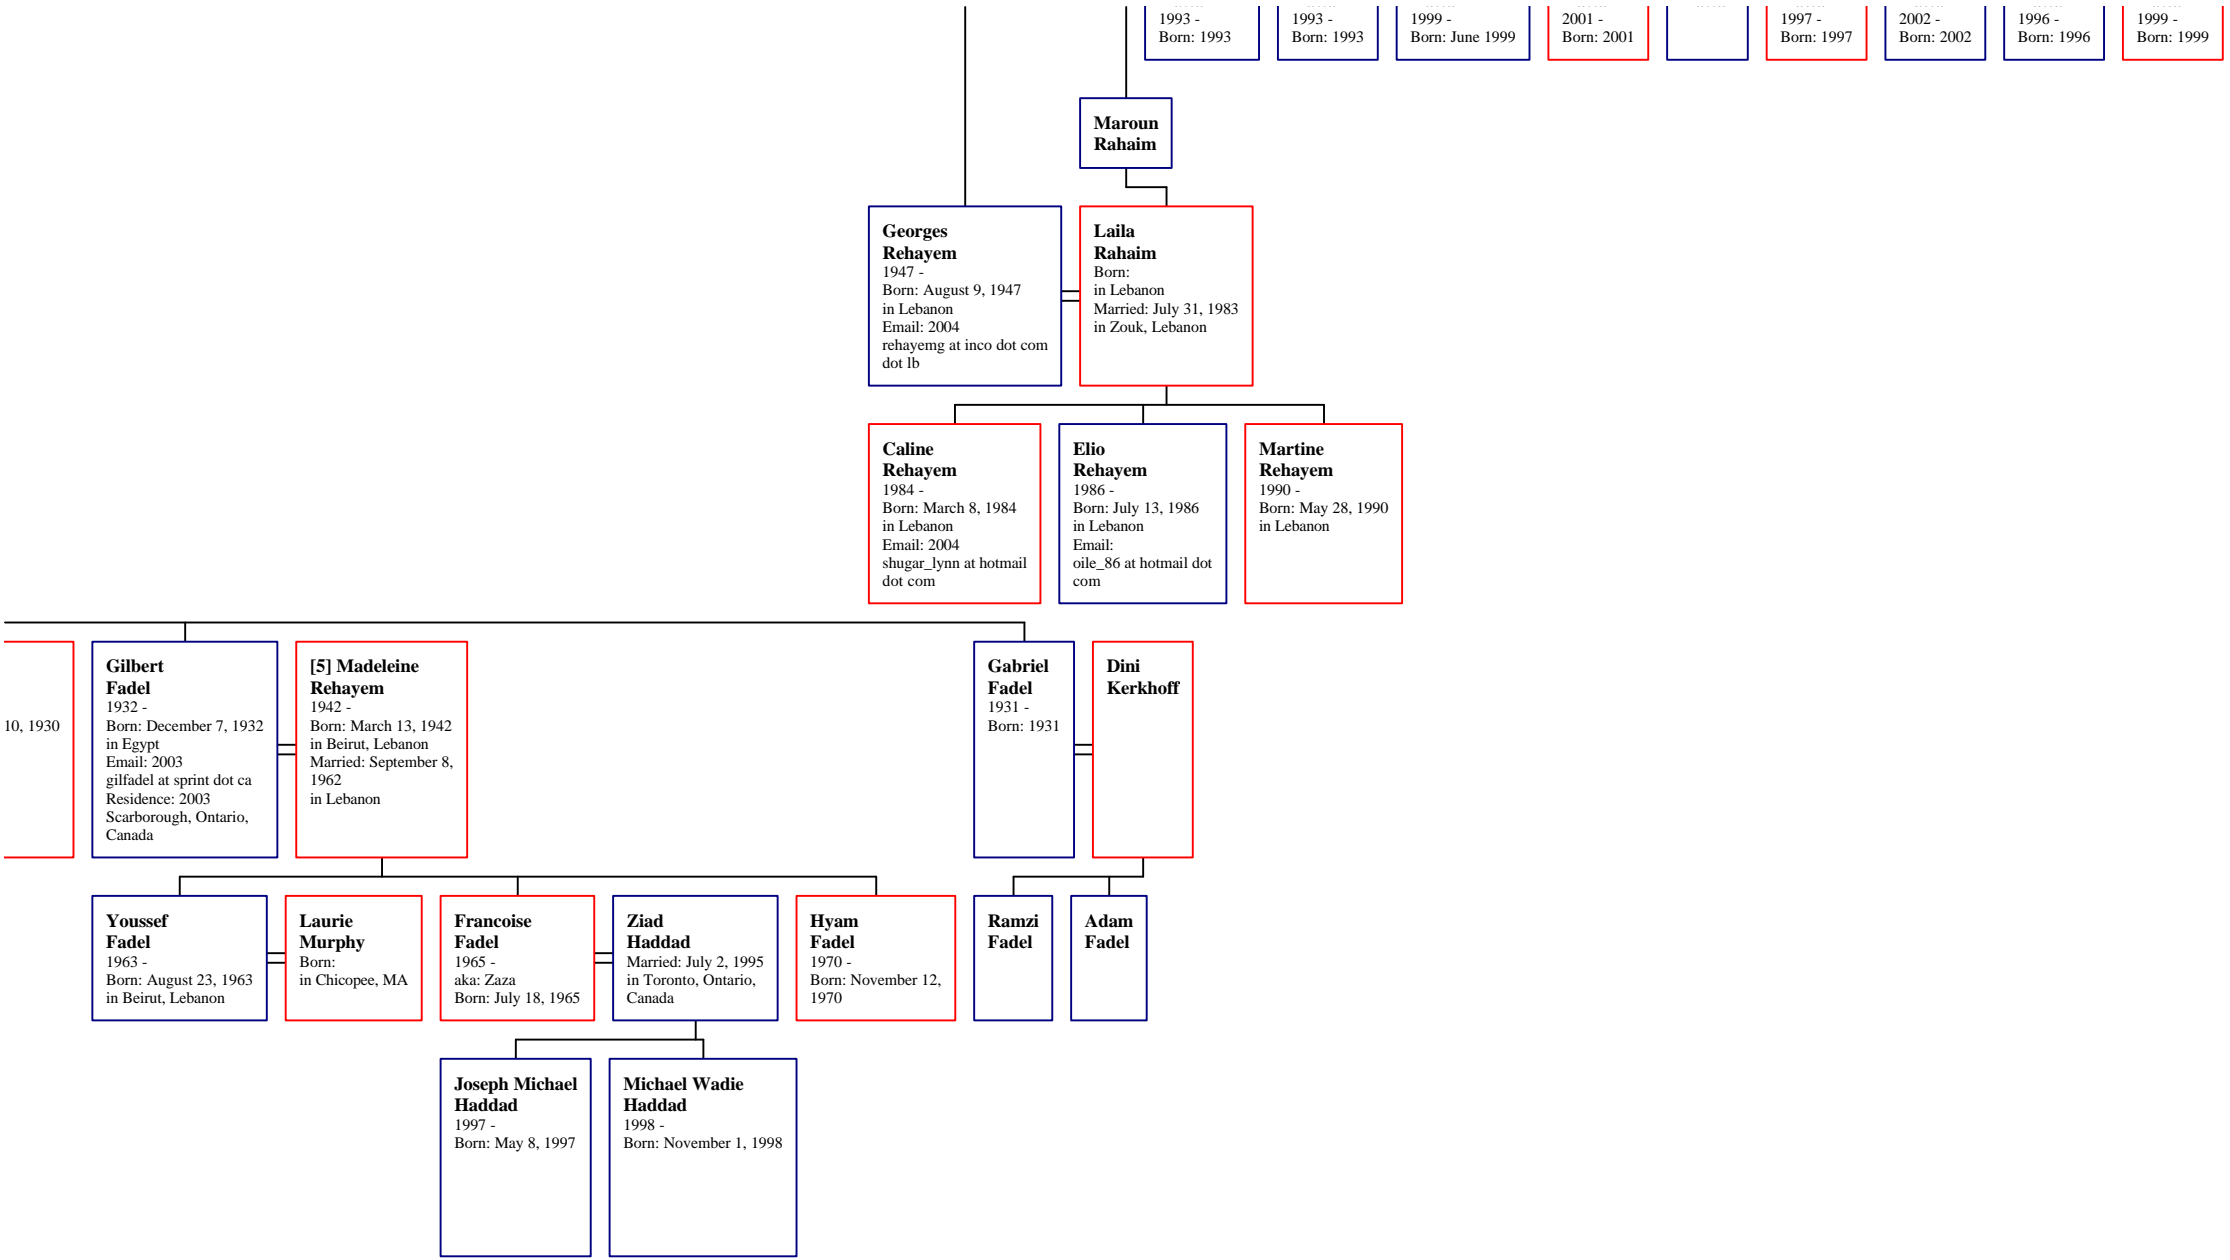 1993 -
Born: 1993
1993 -
Born: 1993
1999 -
Born: June 1999
2001 -
Born: 2001
1997 -
Born: 1997
2002 -
Born: 2002
1996 -
Born: 1996
1999 -
Born: 1999
Maroun
Rahaim
Georges
Rehayem
1947 -
Born: August 9, 1947
in Lebanon
Email: 2004
rehayemg at inco dot com
dot lb
Laila
Rahaim
Born:
in Lebanon
Married: July 31, 1983
in Zouk, Lebanon
Caline
Rehayem
1984 -
Born: March 8, 1984
in Lebanon
Email: 2004
shugar_lynn at hotmail
dot com
Elio
Rehayem
1986 -
Born: July 13, 1986
in Lebanon
Email:
oile_86 at hotmail dot
com
Martine
Rehayem
1990 -
Born: May 28, 1990
in Lebanon
10, 1930
Gilbert
Fadel
1932 -
Born: December 7, 1932
in Egypt
Email: 2003
gilfadel at sprint dot ca
Residence: 2003
Scarborough, Ontario,
Canada
[5] Madeleine
Rehayem
1942 -
Born: March 13, 1942
in Beirut, Lebanon
Married: September 8,
1962
in Lebanon
Gabriel
Fadel
1931 -
Born: 1931
Dini
Kerkhoff
Youssef
Fadel
1963 -
Born: August 23, 1963
in Beirut, Lebanon
Laurie
Murphy
Born:
in Chicopee, MA
Francoise
Fadel
1965 -
aka: Zaza
Born: July 18, 1965
Ziad
Haddad
Married: July 2, 1995
in Toronto, Ontario,
Canada
Hyam
Fadel
1970 -
Born: November 12,
1970
Ramzi
Fadel
Adam
Fadel
Joseph Michael
Haddad
1997 -
Born: May 8, 1997
Michael Wadie
Haddad
1998 -
Born: November 1, 1998